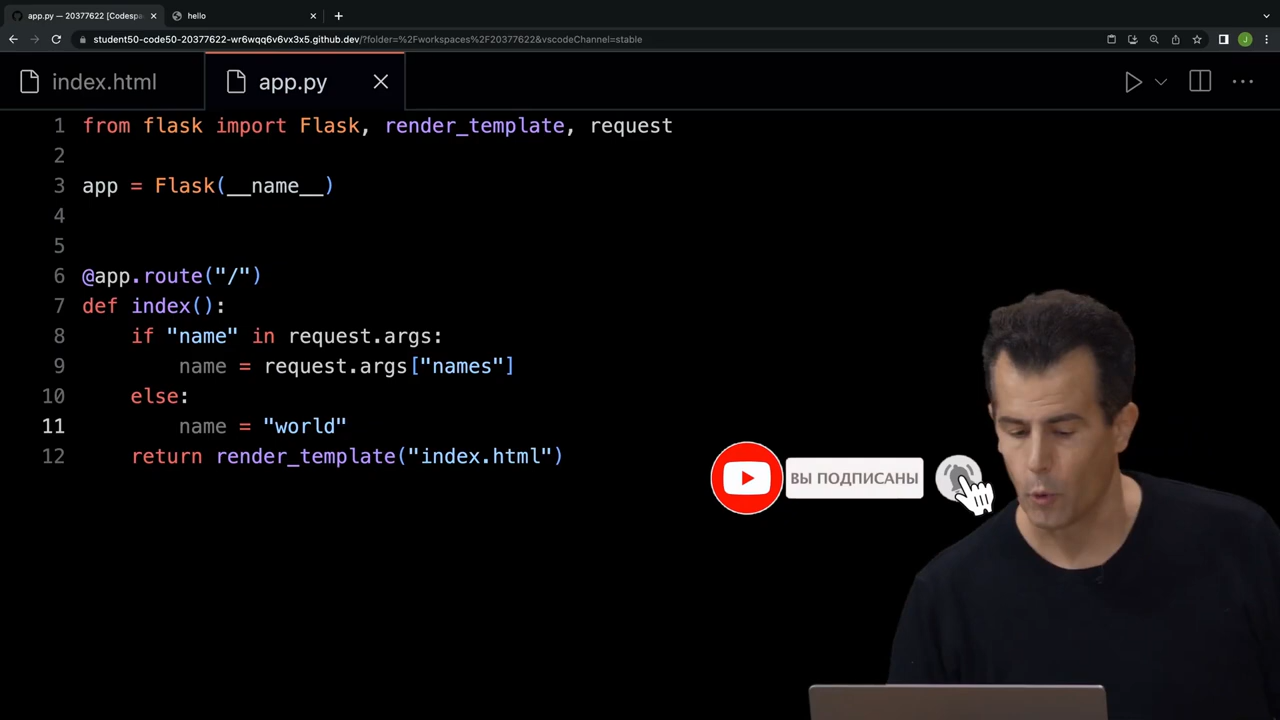 app.py — 20377622 [Codespa
hello
student50-code50-20377622-wr6wqq6v6vx3x5.github.dev/?folder=%2Fworkspaces%2F20377622&vscodeChannel=stable
J
index.html
app.py
1 from flask import Flask, render_template, request
2
3 app = Flask(__name__)
4
5
6 @app.route("/")
7 def index():
8     if "name" in request.args:
9         name = request.args["names"]
10     else:
11         name = "world"
12     return render_template("index.html")
ВЫ ПОДПИСАНЫ